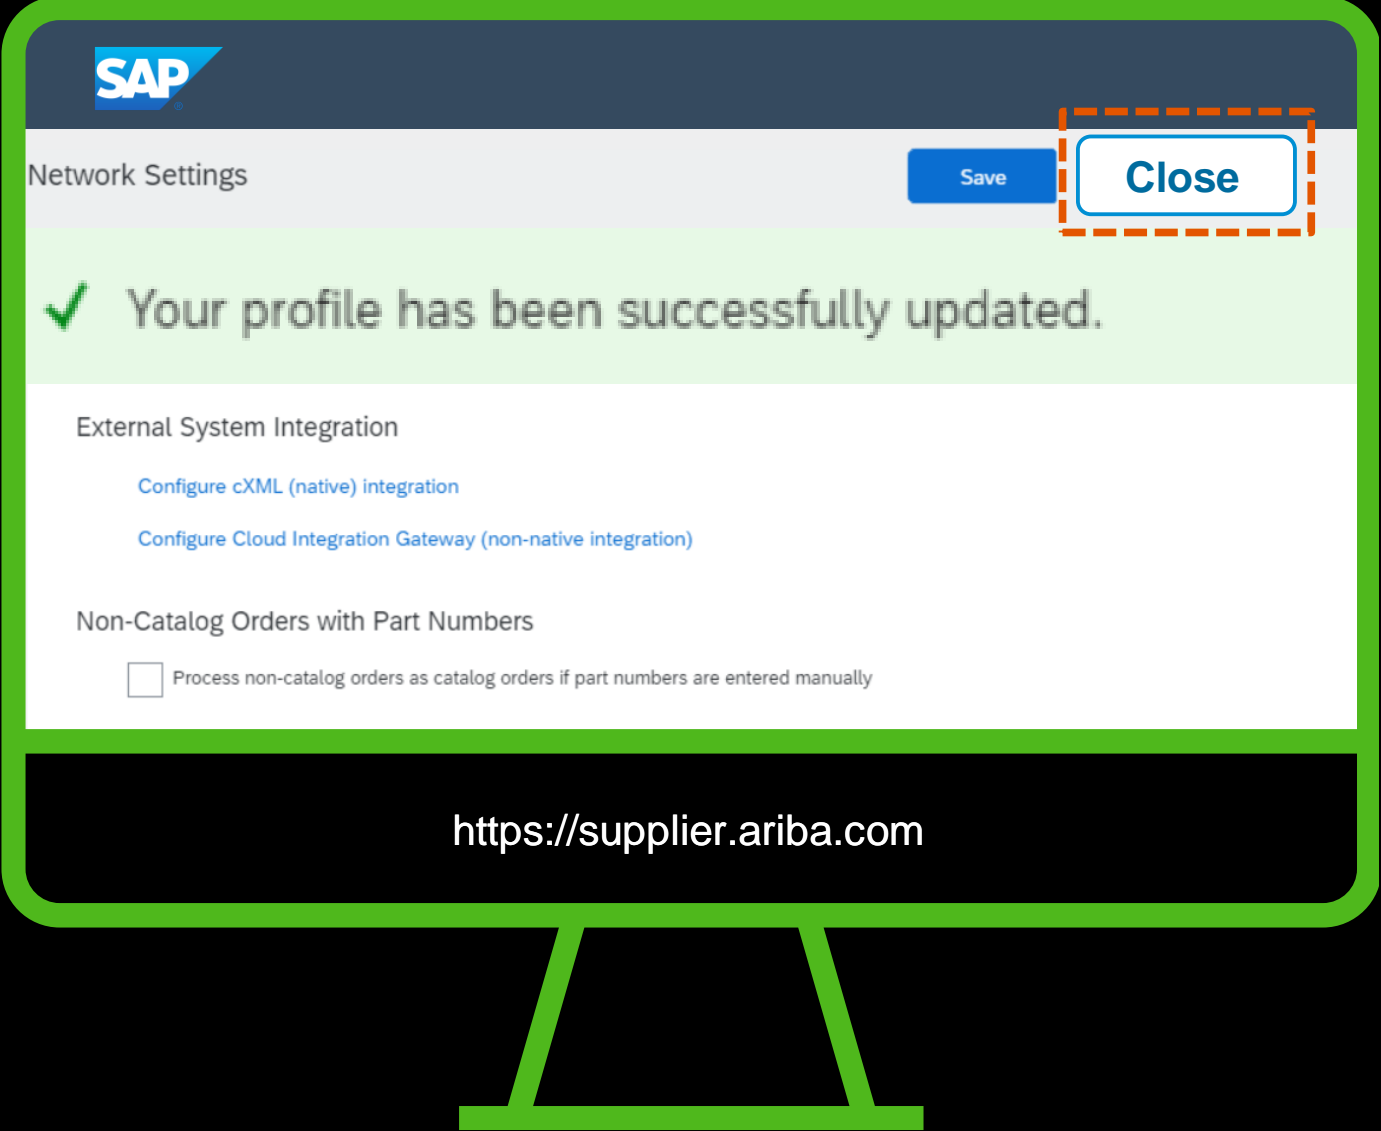 SAP
®
Network Settings
Save
Close
Your profile has been successfully updated.
External System Integration
Configure cXML (native) integration
Configure Cloud Integration Gateway (non-native integration)
Non-Catalog Orders with Part Numbers
Process non-catalog orders as catalog orders if part numbers are entered manually
https://supplier.ariba.com